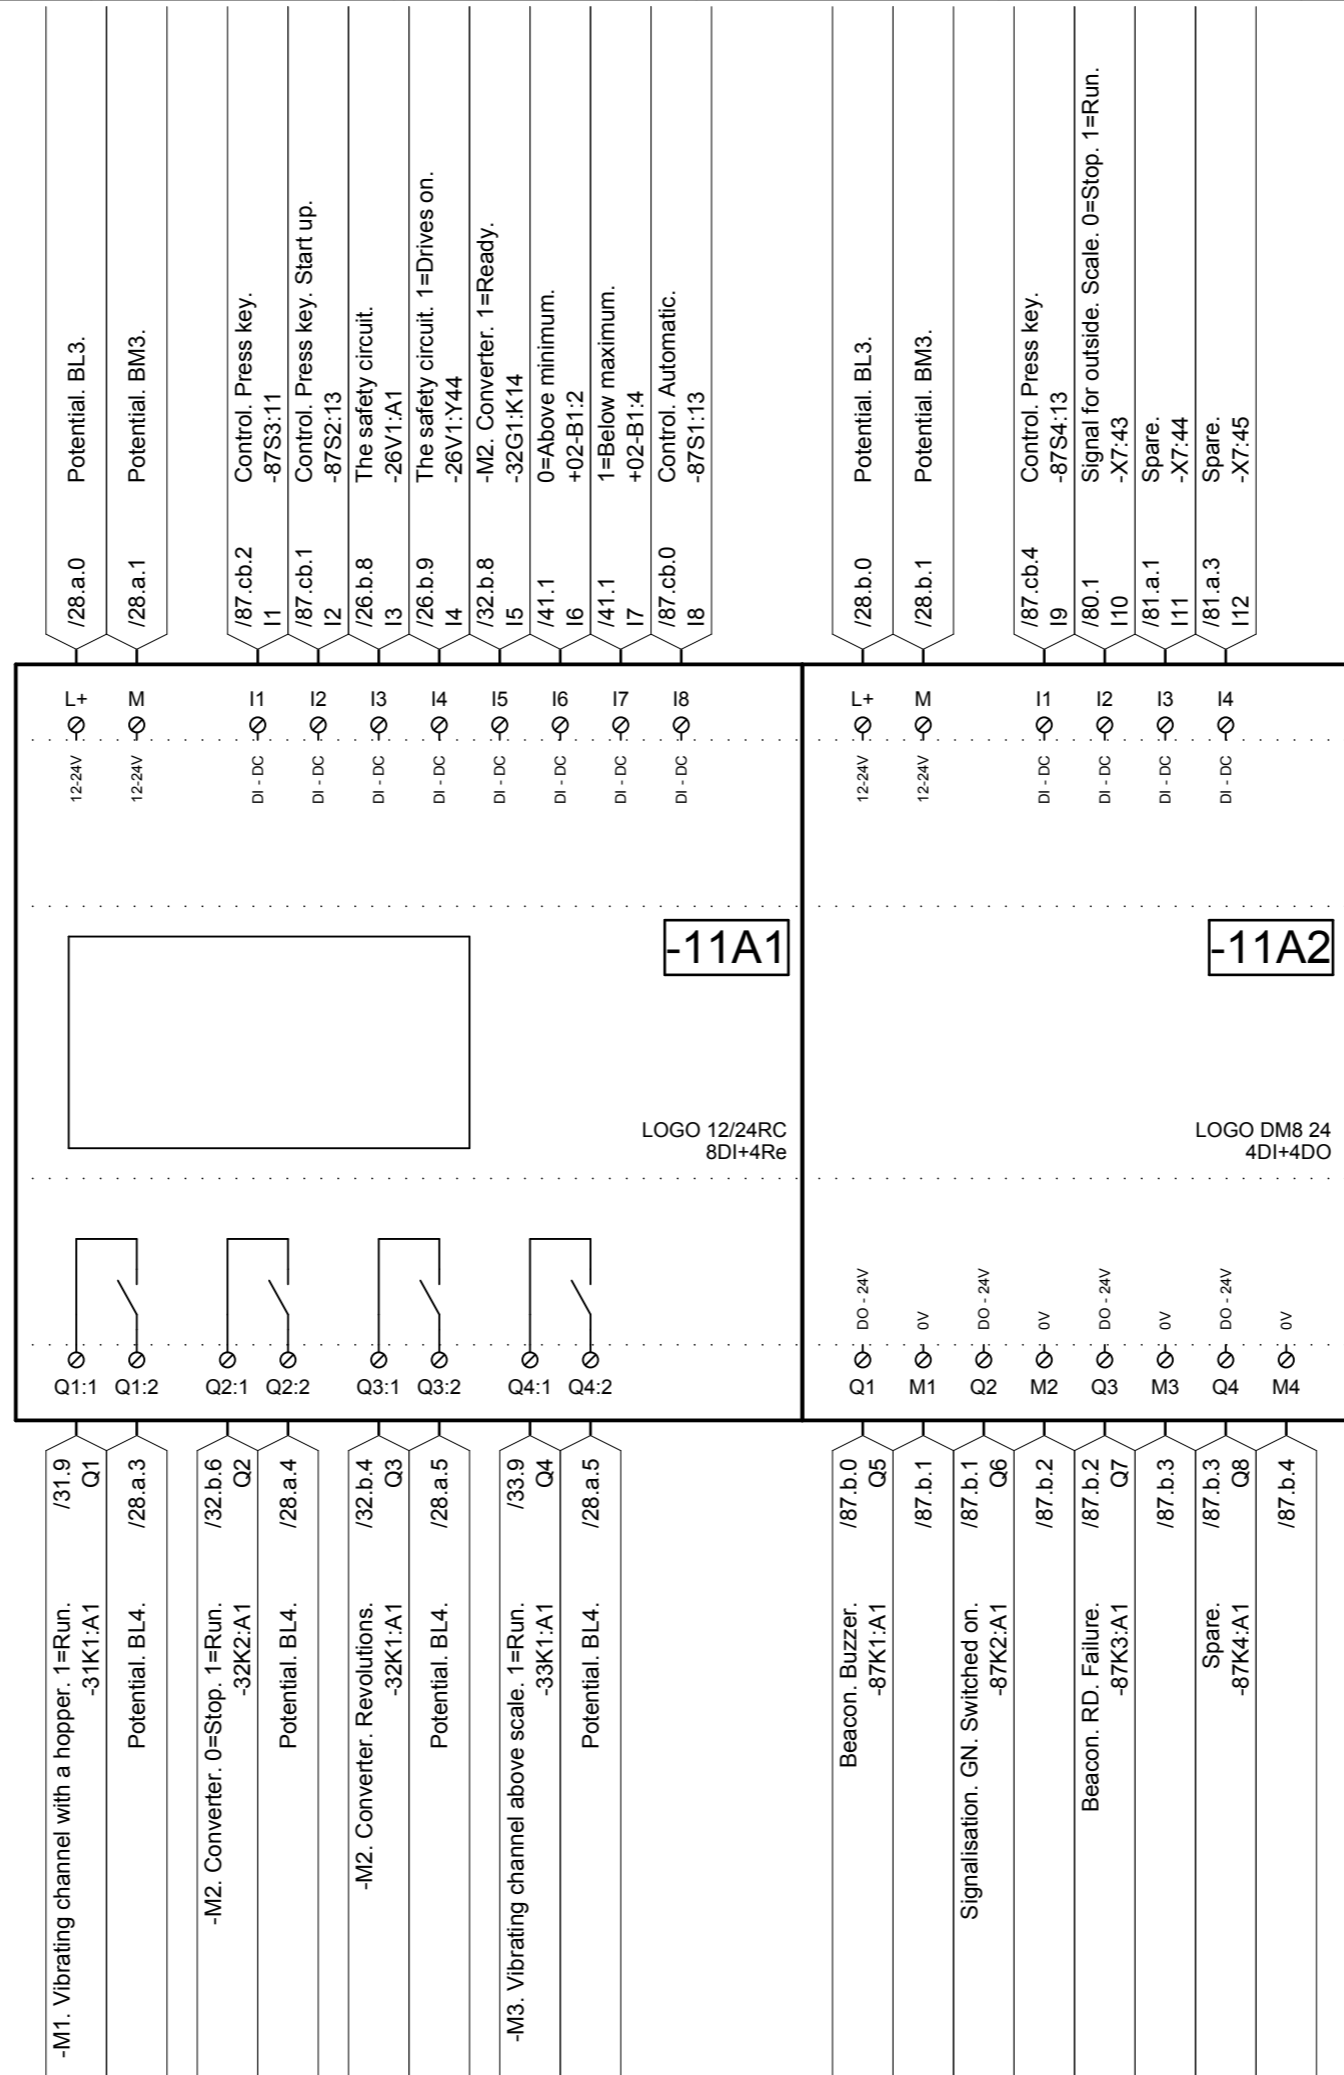 /28.a.0 Potential. BL3.
/28.a.1 Potential. BM3.
/87.cb.2 Control. Press key.
I1 -87S3:11
/87.cb.1 Control. Press key. Start up.
I2 -87S2:13
/26.b.8 The safety circuit.
I3 -26V1:A1
/26.b.9 The safety circuit. 1=Drives on.
I4 -26V1:Y44
/32.b.8 -M2. Converter. 1=Ready.
I5 -32G1:K14
/41.1 0=Above minimum.
I6 +02-B1:2
/41.1 1=Below maximum.
I7 +02-B1:4
/87.cb.0 Control. Automatic.
I8 -87S1:13
/28.b.0 Potential. BL3.
/28.b.1 Potential. BM3.
/87.cb.4 Control. Press key.
I9 -87S4:13
/80.1 Signal for outside. Scale. 0=Stop. 1=Run.
I10 -X7:43
/81.a.1 Spare.
I11 -X7:44
/81.a.3 Spare.
I12 -X7:45
L+ M I1 I2 I3 I4 I5 I6 I7 I8
12-24V 12-24V DI - DC DI - DC DI - DC DI - DC DI - DC DI - DC DI - DC DI - DC
-11A1
LOGO 12/24RC
8DI+4Re
Q1:1 Q1:2 Q2:1 Q2:2 Q3:1 Q3:2 Q4:1 Q4:2
L+ M I1 I2 I3 I4
12-24V 12-24V DI - DC DI - DC DI - DC DI - DC
-11A2
LOGO DM8 24
4DI+4DO
DO - 24V 0V DO - 24V 0V DO - 24V 0V DO - 24V 0V
Q1 M1 Q2 M2 Q3 M3 Q4 M4
-M1. Vibrating channel with a hopper. 1=Run. /31.9
-31K1:A1 Q1
Potential. BL4. /28.a.3
-M2. Converter. 0=Stop. 1=Run. /32.b.6
-32K2:A1 Q2
Potential. BL4. /28.a.4
-M2. Converter. Revolutions. /32.b.4
-32K1:A1 Q3
Potential. BL4. /28.a.5
-M3. Vibrating channel above scale. 1=Run. /33.9
-33K1:A1 Q4
Potential. BL4. /28.a.5
Beacon. Buzzer. /87.b.0
-87K1:A1 Q5
/87.b.1
Signalisation. GN. Switched on. /87.b.1
-87K2:A1 Q6
/87.b.2
Beacon. RD. Failure. /87.b.2
-87K3:A1 Q7
/87.b.3
Spare. /87.b.3
-87K4:A1 Q8
/87.b.4